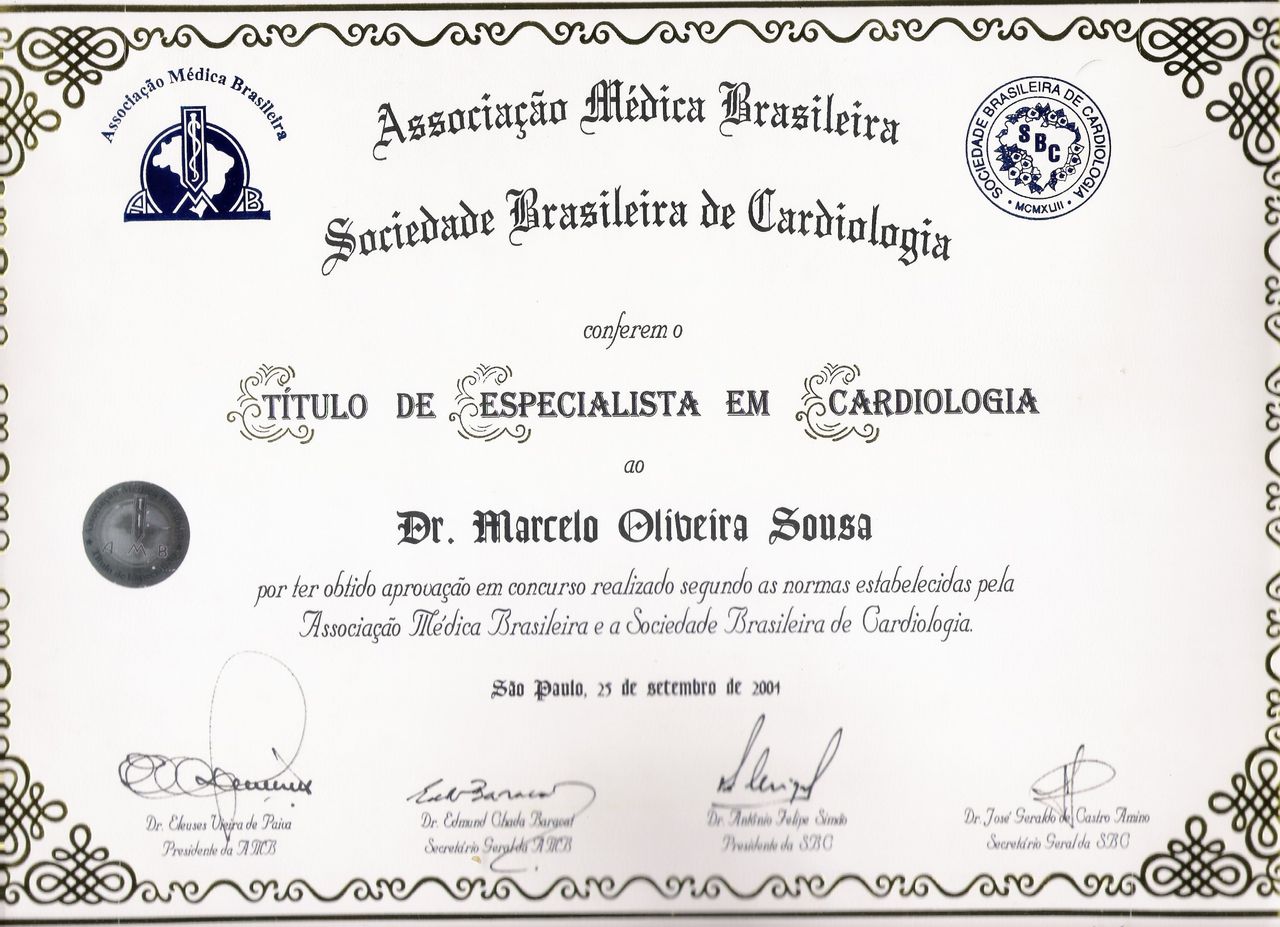 Associação Médica Brasileira
Associação Médica Brasileira
SOCIEDADE BRASILEIRA DE CARDIOLOGIA
SBC
• MCMXLIII •
AMB
Sociedade Brasileira de Cardiologia
conferem o
TÍTULO DE ESPECIALISTA EM CARDIOLOGIA
ao
Dr. Marcelo Oliveira Sousa
AMB
por ter obtido aprovação em concurso realizado segundo as normas estabelecidas pela
Associação Médica Brasileira e a Sociedade Brasileira de Cardiologia.
São Paulo, 25 de setembro de 2001
Dr. Eleuses Vieira de Paiva
Presidente da AMB
Dr. Edmund Chada Baracat
Secretário Geral da AMB
Dr. Antônio Felipe Simão
Presidente da SBC
Dr. José Geraldo de Castro Amino
Secretário Geral da SBC